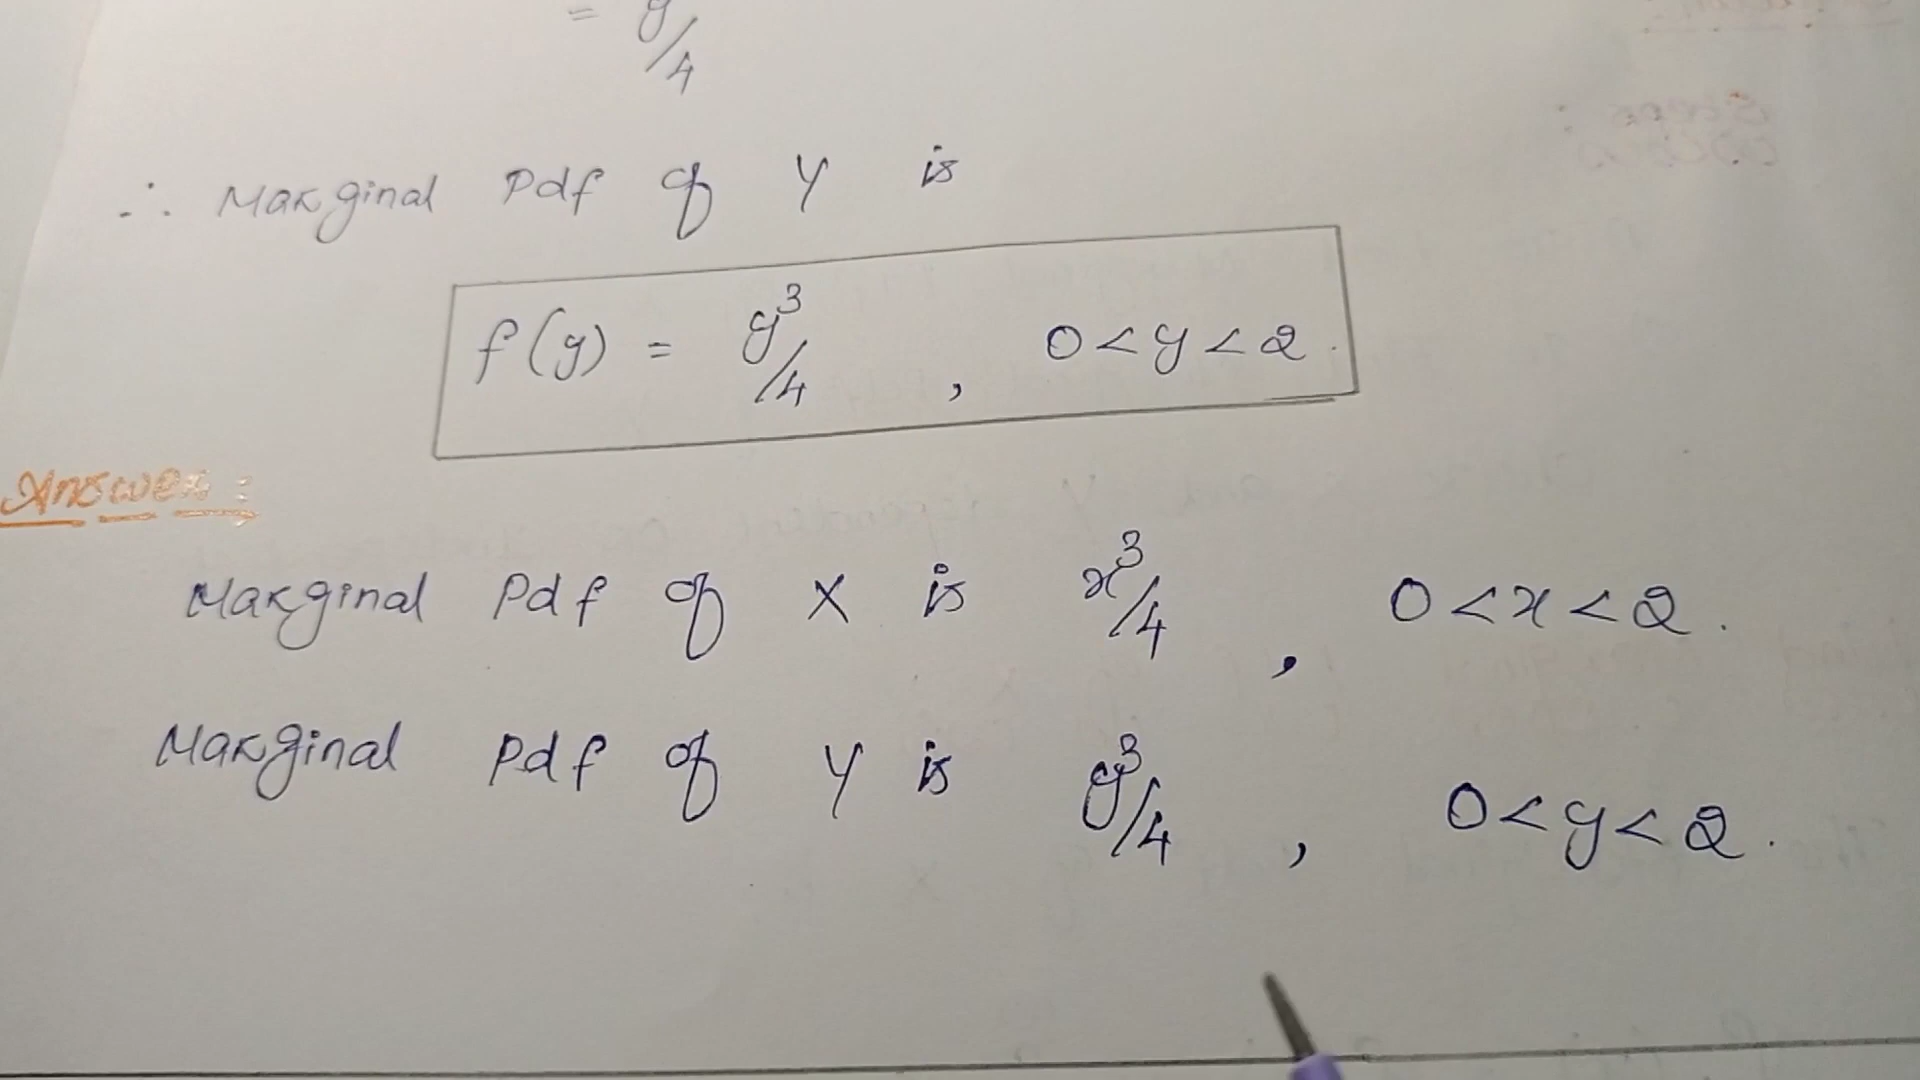 = y/4
∴ Marginal Pdf of Y is
f(y) = y³/4 , 0<y<2.
Answer:
Marginal Pdf of X is x³/4 , 0<x<2.
Marginal Pdf of Y is y³/4 , 0<y<2.